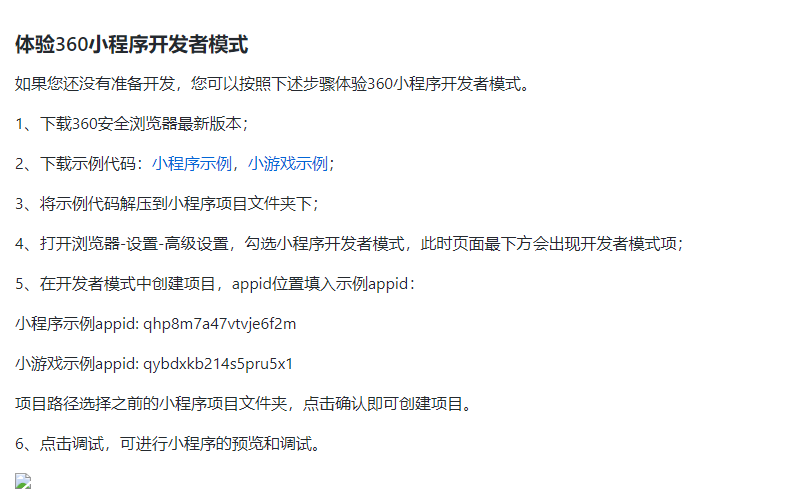 体验360小程序开发者模式
如果您还没有准备开发，您可以按照下述步骤体验360小程序开发者模式。
1、下载360安全浏览器最新版本；
2、下载示例代码：小程序示例，小游戏示例；
3、将示例代码解压到小程序项目文件夹下；
4、打开浏览器-设置-高级设置，勾选小程序开发者模式，此时页面最下方会出现开发者模式项；
5、在开发者模式中创建项目，appid位置填入示例appid：
小程序示例appid: qhp8m7a47vtvje6f2m
小游戏示例appid: qybdxkb214s5pru5x1
项目路径选择之前的小程序项目文件夹，点击确认即可创建项目。
6、点击调试，可进行小程序的预览和调试。